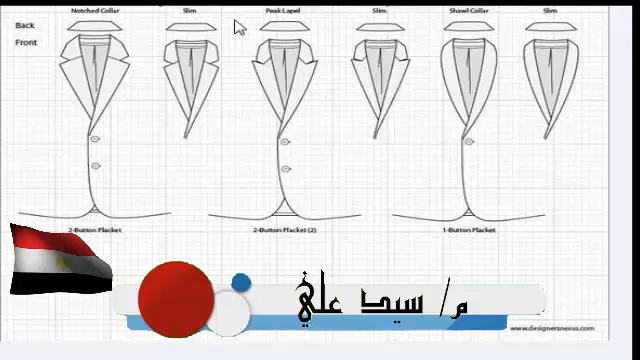 Notched Collar Slim Peak Lapel Slim Shawl Collar Slim
Back
Front
2-Button Placket 2-Button Placket (2) 1-Button Placket
م/ سيد علي
www.designersnexus.com